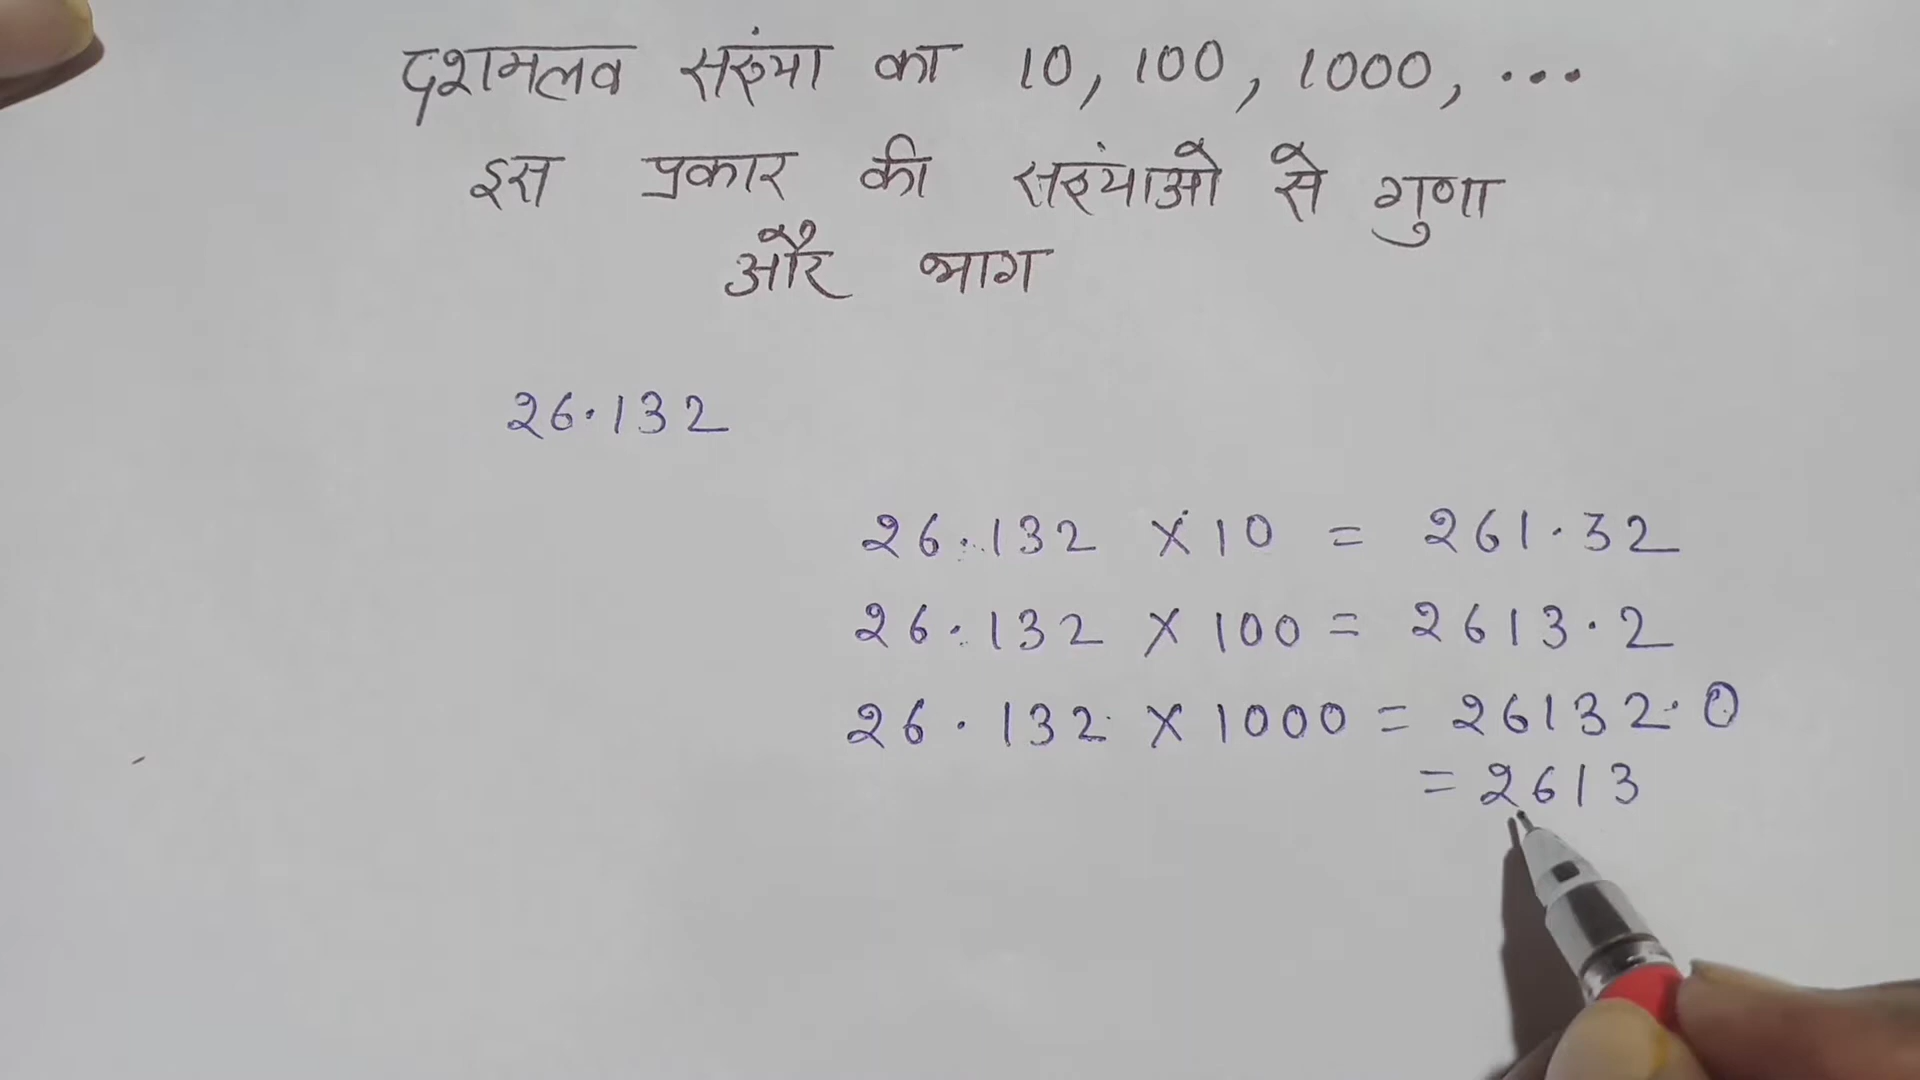 दशमलव संख्या का 10, 100, 1000, ...
इस प्रकार की संख्याओ से गुणा
और भाग
26.132
26.132 × 10 = 261.32
26.132 × 100 = 2613.2
26.132 × 1000 = 26132.0
= 2613